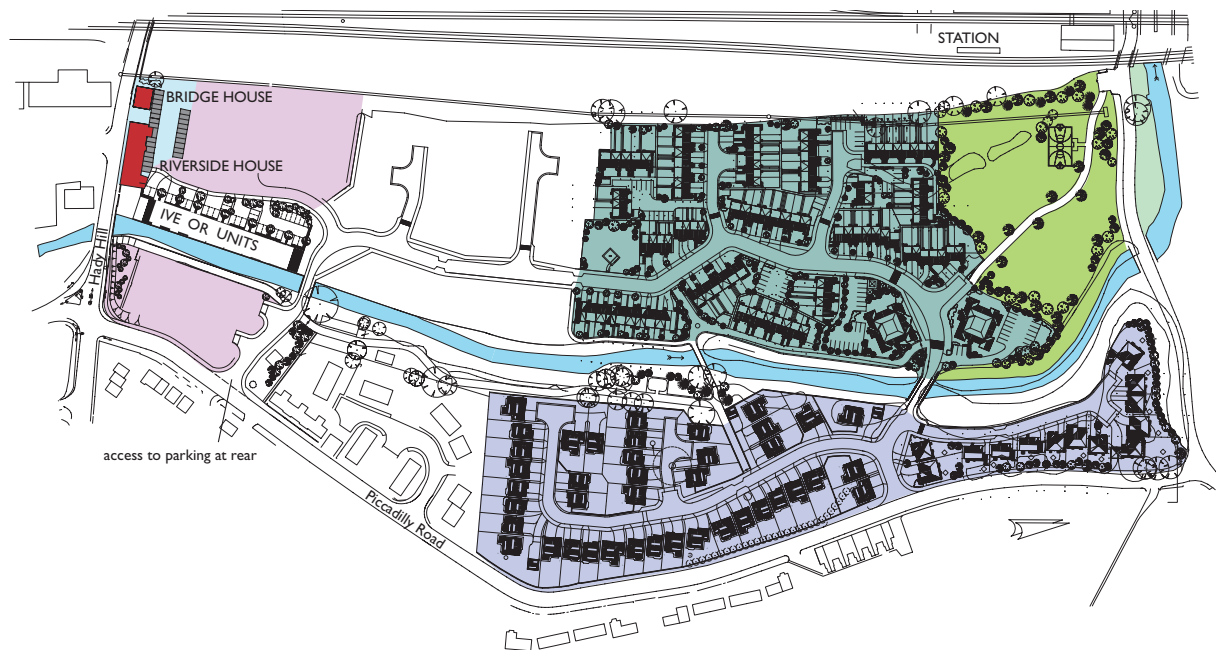 STATION
BRIDGE HOUSE
RIVERSIDE HOUSE
IVE OR UNITS
Hady Hill
access to parking at rear
Piccadilly Road